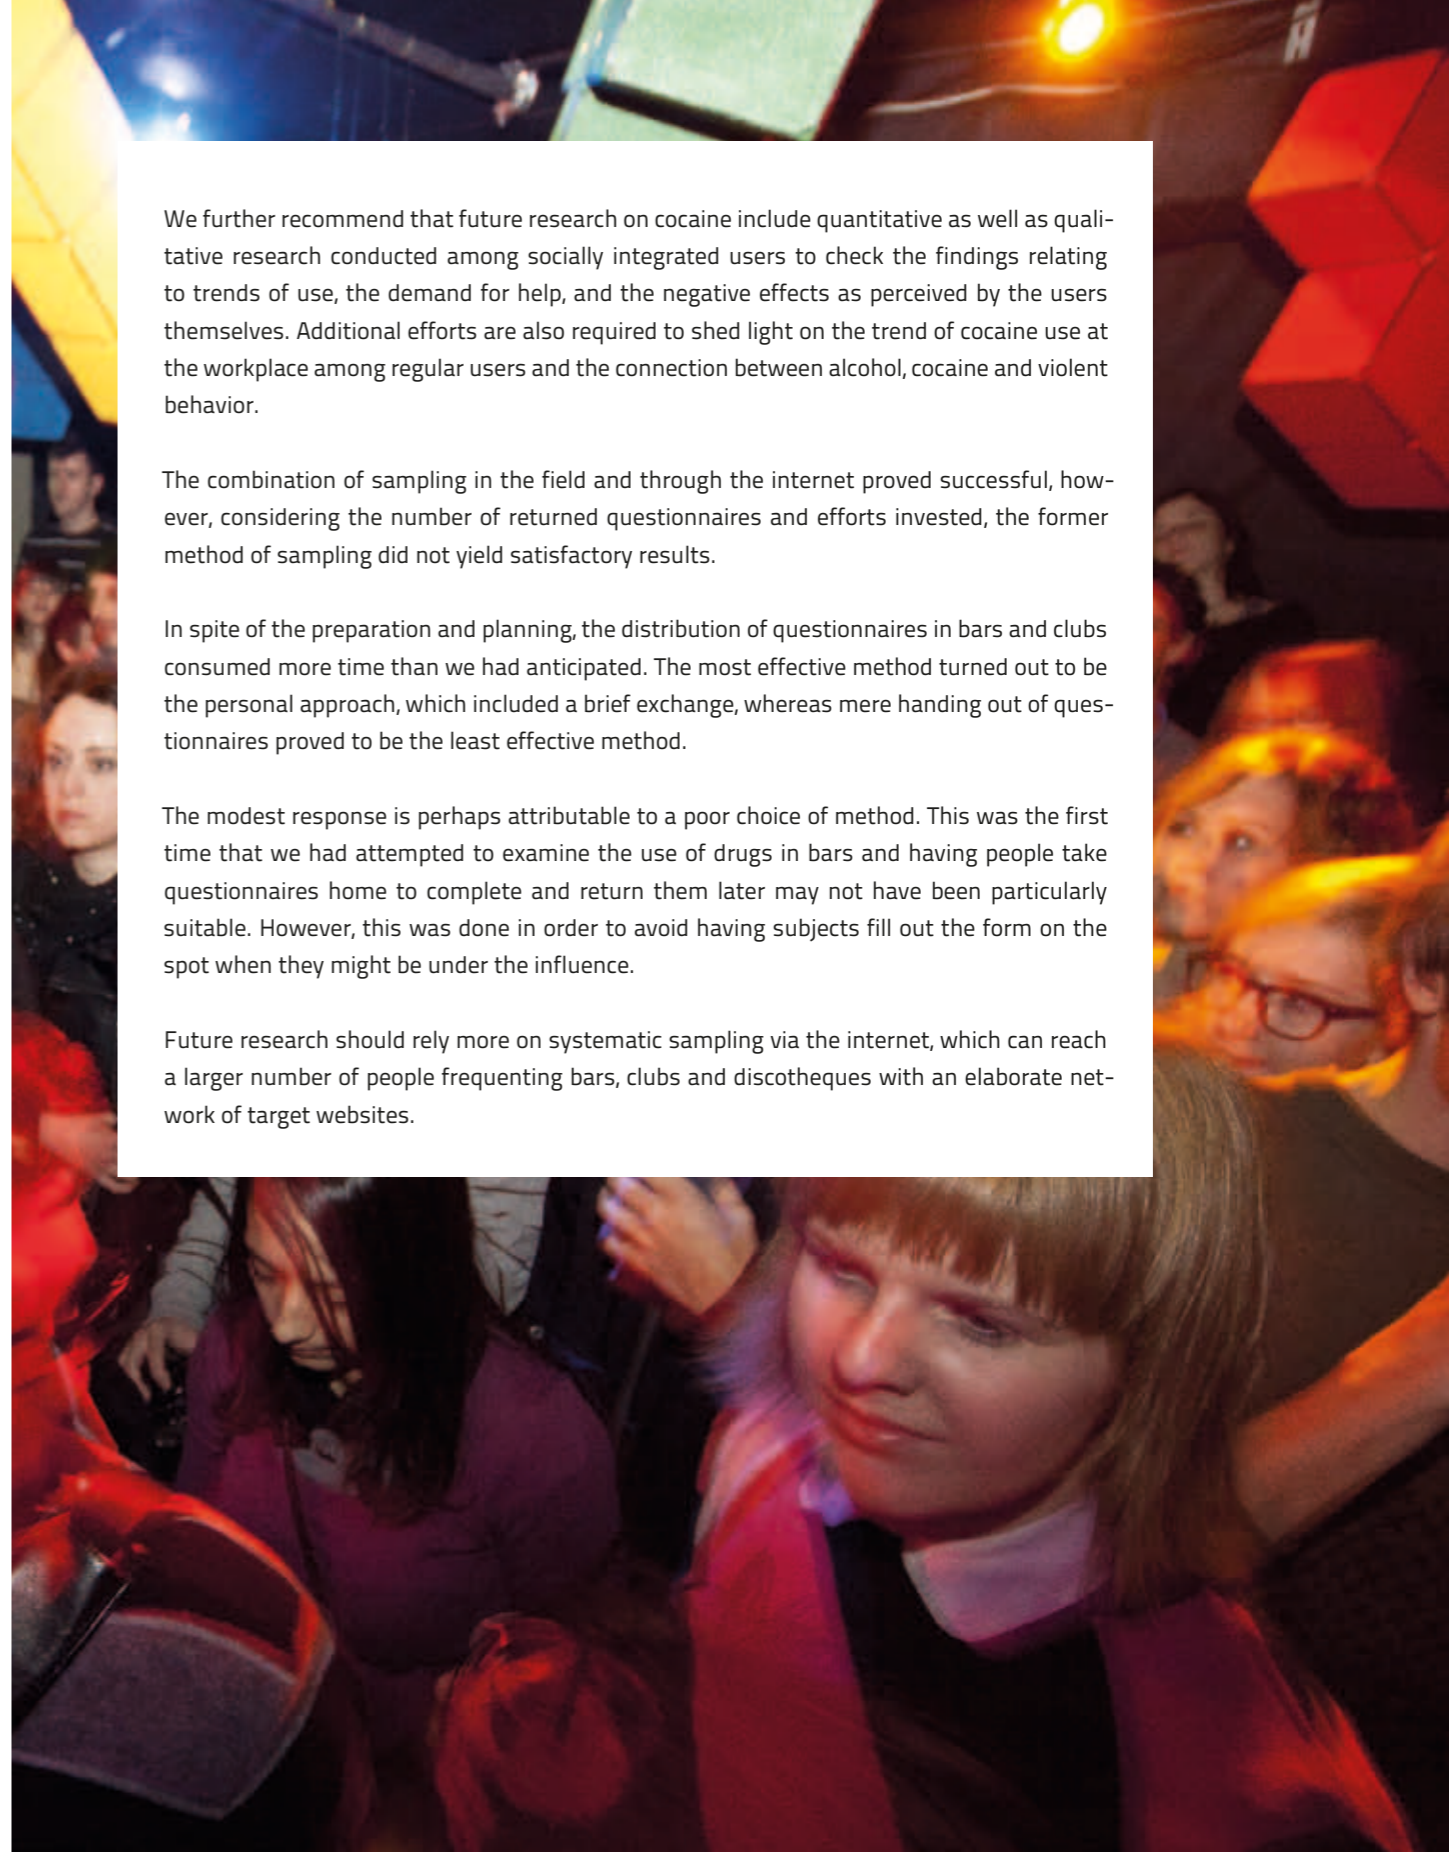 We further recommend that future research on cocaine include quantitative as well as quali-
tative research conducted among socially integrated users to check the findings relating
to trends of use, the demand for help, and the negative effects as perceived by the users
themselves. Additional efforts are also required to shed light on the trend of cocaine use at
the workplace among regular users and the connection between alcohol, cocaine and violent
behavior.
The combination of sampling in the field and through the internet proved successful, how-
ever, considering the number of returned questionnaires and efforts invested, the former
method of sampling did not yield satisfactory results.
In spite of the preparation and planning, the distribution of questionnaires in bars and clubs
consumed more time than we had anticipated. The most effective method turned out to be
the personal approach, which included a brief exchange, whereas mere handing out of ques-
tionnaires proved to be the least effective method.
The modest response is perhaps attributable to a poor choice of method. This was the first
time that we had attempted to examine the use of drugs in bars and having people take
questionnaires home to complete and return them later may not have been particularly
suitable. However, this was done in order to avoid having subjects fill out the form on the
spot when they might be under the influence.
Future research should rely more on systematic sampling via the internet, which can reach
a larger number of people frequenting bars, clubs and discotheques with an elaborate net-
work of target websites.